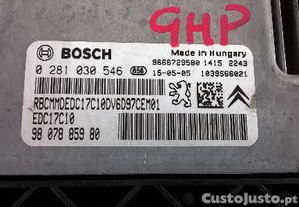 BOSCH
9HP
Made in Hungary
0 281 030 546
9666729580 1415 2243
15-05-05 1039S66021
RBCMMDEDC17C10DV6D97CEM01
EDC17C10
98 078 859 80
custojusto.pt